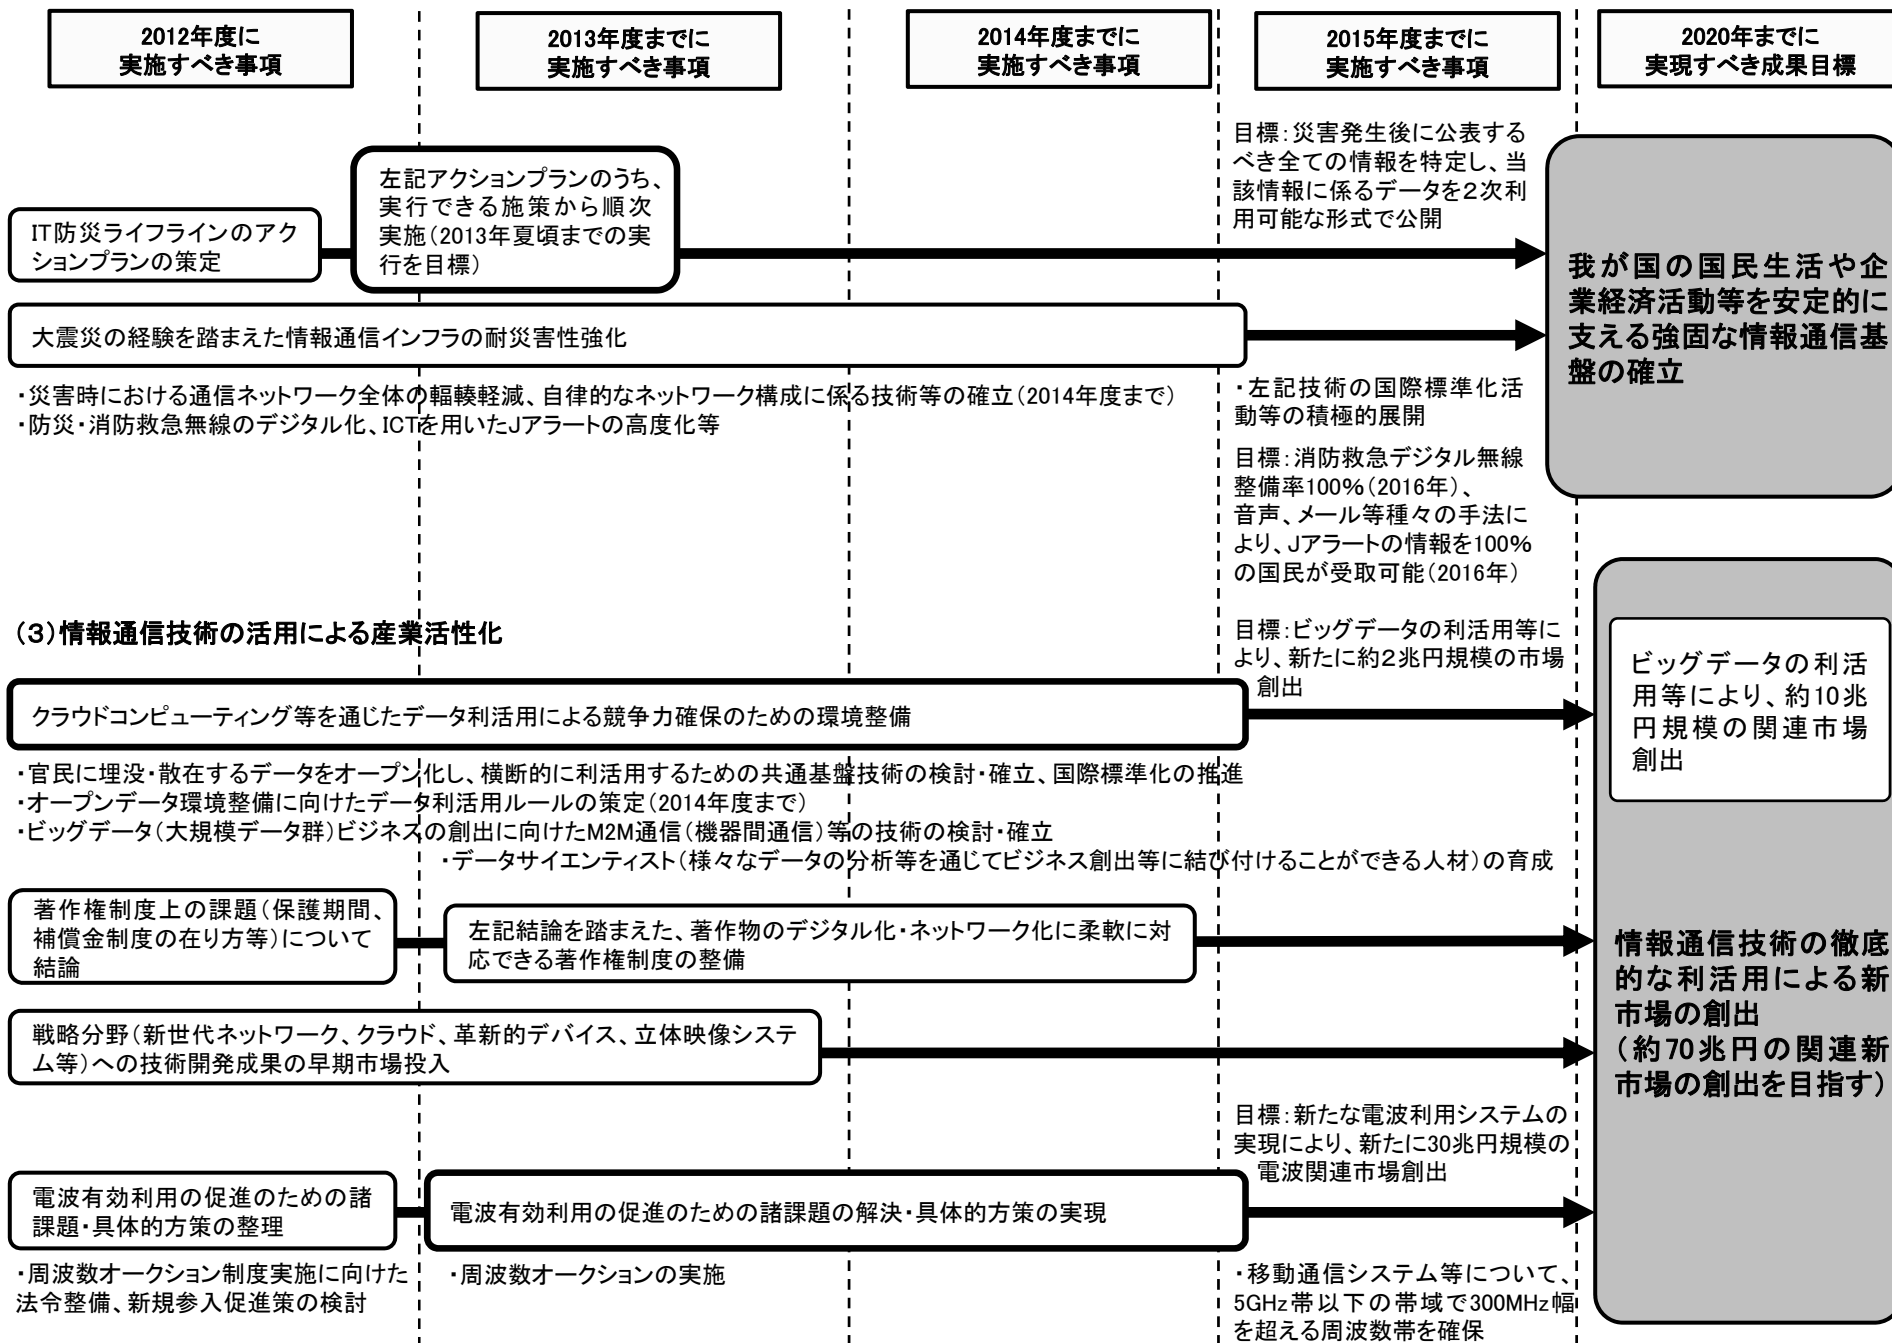 2012年度に
実施すべき事項
2013年度までに
実施すべき事項
2014年度までに
実施すべき事項
2015年度までに
実施すべき事項
2020年までに
実現すべき成果目標
IT防災ライフラインのアク
ションプランの策定
左記アクションプランのうち、
実行できる施策から順次
実施(2013年夏頃までの実
行を目標)
目標:災害発生後に公表する
べき全ての情報を特定し、当
該情報に係るデータを2次利
用可能な形式で公開
大震災の経験を踏まえた情報通信インフラの耐災害性強化
・災害時における通信ネットワーク全体の輻輳軽減、自律的なネットワーク構成に係る技術等の確立(2014年度まで)
・防災・消防救急無線のデジタル化、ICTを用いたJアラートの高度化等
・左記技術の国際標準化活
動等の積極的展開
目標:消防救急デジタル無線
整備率100%(2016年)、
音声、メール等種々の手法に
より、Jアラートの情報を100%
の国民が受取可能(2016年)
我が国の国民生活や企
業経済活動等を安定的に
支える強固な情報通信基
盤の確立
(3)情報通信技術の活用による産業活性化
目標:ビッグデータの利活用等に
より、新たに約2兆円規模の市場
創出
クラウドコンピューティング等を通じたデータ利活用による競争力確保のための環境整備
・官民に埋没・散在するデータをオープン化し、横断的に利活用するための共通基盤技術の検討・確立、国際標準化の推進
・オープンデータ環境整備に向けたデータ利活用ルールの策定(2014年度まで)
・ビッグデータ(大規模データ群)ビジネスの創出に向けたM2M通信(機器間通信)等の技術の検討・確立
・データサイエンティスト(様々なデータの分析等を通じてビジネス創出等に結び付けることができる人材)の育成
ビッグデータの利活
用等により、約10兆
円規模の関連市場
創出
著作権制度上の課題(保護期間、
補償金制度の在り方等)について
結論
左記結論を踏まえた、著作物のデジタル化・ネットワーク化に柔軟に対
応できる著作権制度の整備
戦略分野(新世代ネットワーク、クラウド、革新的デバイス、立体映像システ
ム等)への技術開発成果の早期市場投入
情報通信技術の徹底
的な利活用による新
市場の創出
(約70兆円の関連新
市場の創出を目指す)
目標:新たな電波利用システムの
実現により、新たに30兆円規模の
電波関連市場創出
電波有効利用の促進のための諸
課題・具体的方策の整理
電波有効利用の促進のための諸課題の解決・具体的方策の実現
・周波数オークション制度実施に向けた
法令整備、新規参入促進策の検討
・周波数オークションの実施
・移動通信システム等について、
5GHz帯以下の帯域で300MHz幅
を超える周波数帯を確保